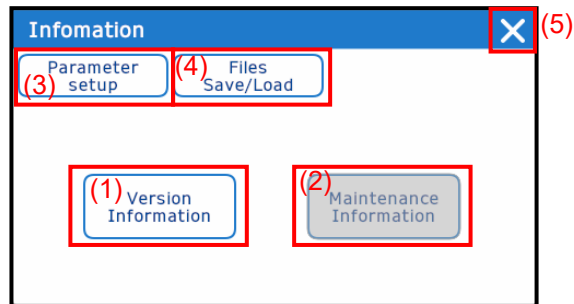 Infomation
(5)
Parameter
setup
(3)
(4)
Files
Save/Load
(1)
Version
Information
(2)
Maintenance
Information